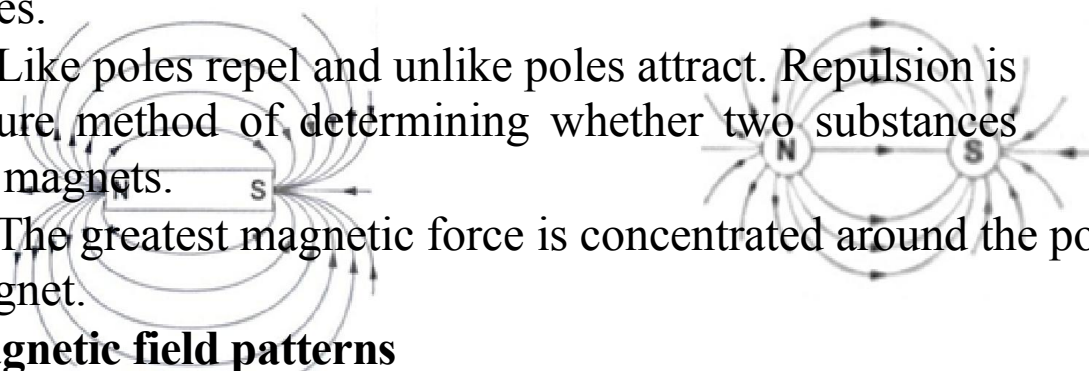 es.
Like poles repel and unlike poles attract. Repulsion is
ure method of determining whether two substances
magnets.
The greatest magnetic force is concentrated around the po
gnet.
gnetic field patterns
N S
N S